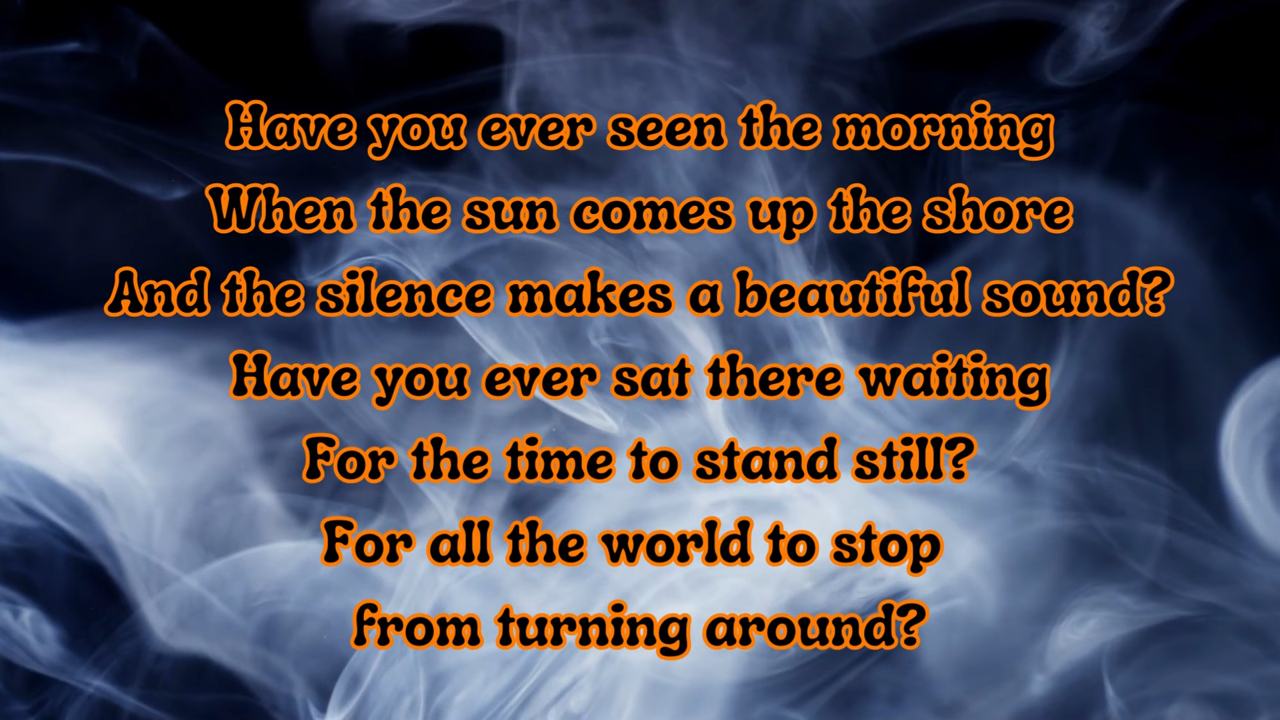 Have you ever seen the morning
When the sun comes up the shore
And the silence makes a beautiful sound?
Have you ever sat there waiting
For the time to stand still?
For all the world to stop
from turning around?